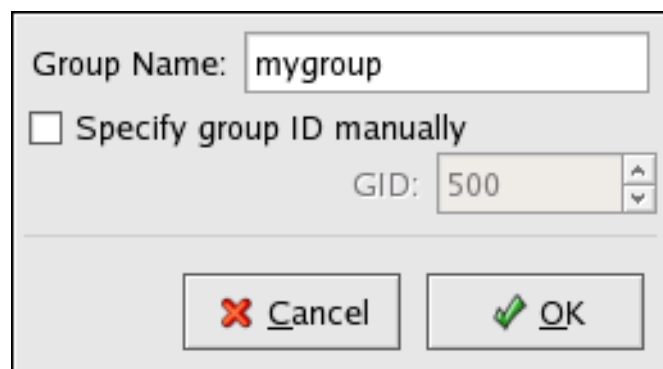 Group Name: mygroup
Specify group ID manually
GID: 500
Cancel OK